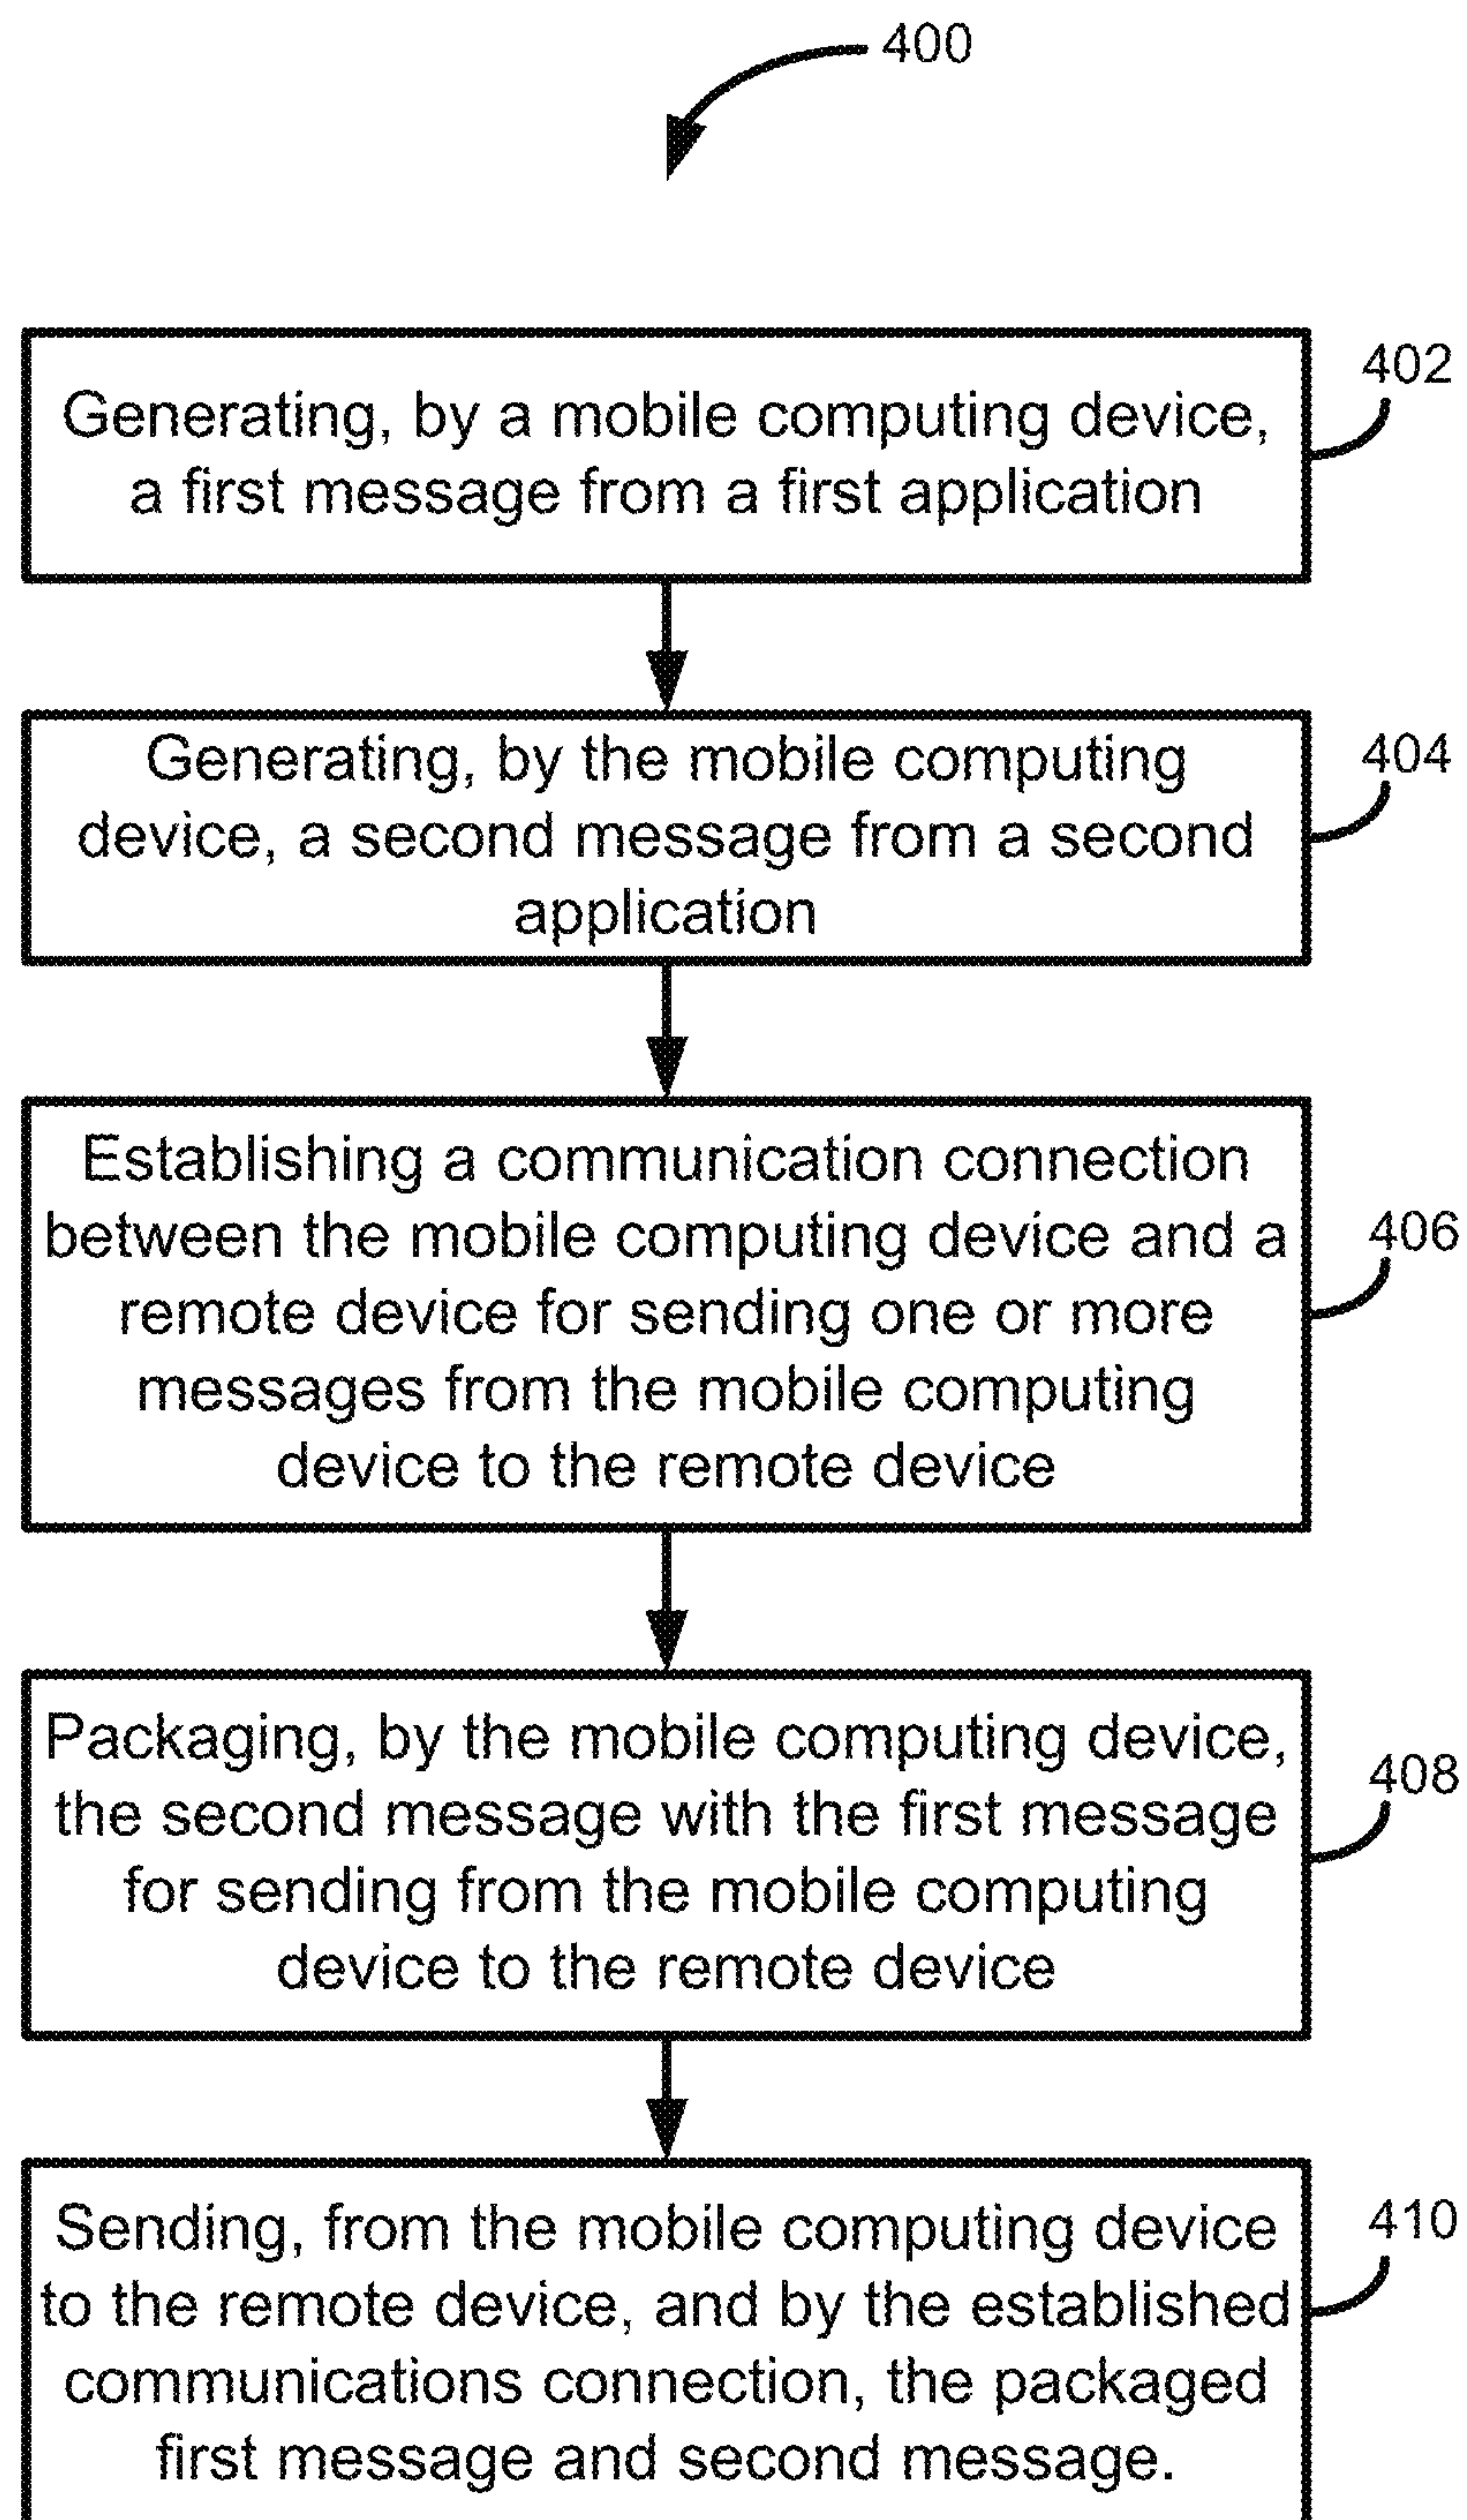 400
402
Generating, by a mobile computing device,
a first message from a first application
404
Generating, by the mobile computing
device, a second message from a second
application
406
Establishing a communication connection
between the mobile computing device and a
remote device for sending one or more
messages from the mobile computing
device to the remote device
408
Packaging, by the mobile computing device,
the second message with the first message
for sending from the mobile computing
device to the remote device
410
Sending, from the mobile computing device
to the remote device, and by the established
communications connection, the packaged
first message and second message.